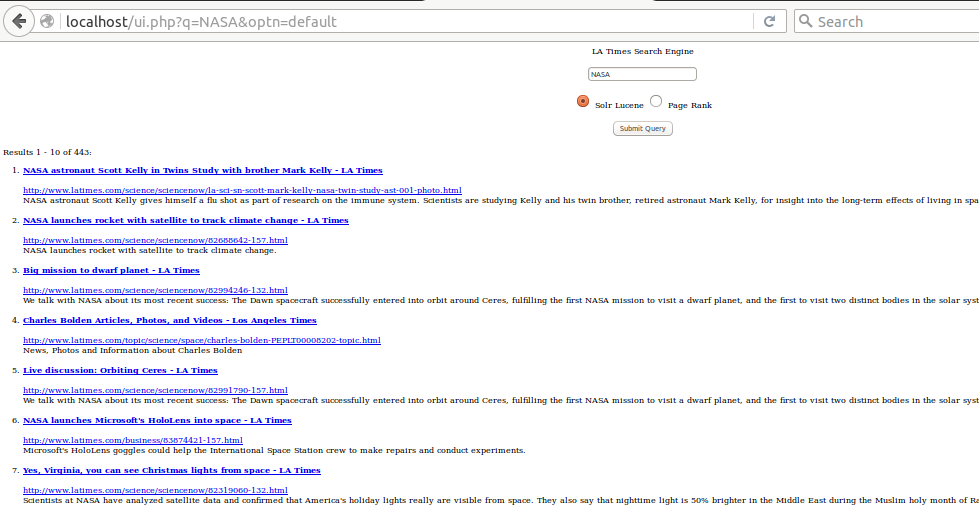 localhost/ui.php?q=NASA&optn=default
Search
LA Times Search Engine
NASA
Solr Lucene Page Rank
Submit Query
Results 1 - 10 of 443:
1. NASA astronaut Scott Kelly in Twins Study with brother Mark Kelly - LA Times
http://www.latimes.com/science/sciencenow/la-sci-sn-scott-mark-kelly-nasa-twin-study-ast-001-photo.html
NASA astronaut Scott Kelly gives himself a flu shot as part of research on the immune system. Scientists are studying Kelly and his twin brother, retired astronaut Mark Kelly, for insight into the long-term effects of living in spa
2. NASA launches rocket with satellite to track climate change - LA Times
http://www.latimes.com/science/sciencenow/82688642-157.html
NASA launches rocket with satellite to track climate change.
3. Big mission to dwarf planet - LA Times
http://www.latimes.com/science/sciencenow/82994246-132.html
We talk with NASA about its most recent success: The Dawn spacecraft successfully entered into orbit around Ceres, fulfilling the first NASA mission to visit a dwarf planet, and the first to visit two distinct bodies in the solar syst
4. Charles Bolden Articles, Photos, and Videos - Los Angeles Times
http://www.latimes.com/topic/science/space/charles-bolden-PEPLT00008202-topic.html
News, Photos and Information about Charles Bolden
5. Live discussion: Orbiting Ceres - LA Times
http://www.latimes.com/science/sciencenow/82991790-157.html
We talk with NASA about its most recent success: The Dawn spacecraft successfully entered into orbit around Ceres, fulfilling the first NASA mission to visit a dwarf planet, and the first to visit two distinct bodies in the solar syst
6. NASA launches Microsoft's HoloLens into space - LA Times
http://www.latimes.com/business/83874421-157.html
Microsoft's HoloLens goggles could help the International Space Station crew to make repairs and conduct experiments.
7. Yes, Virginia, you can see Christmas lights from space - LA Times
http://www.latimes.com/science/sciencenow/82319060-132.html
Scientists at NASA have analyzed satellite data and confirmed that America's holiday lights really are visible from space. They also say that nighttime light is 50% brighter in the Middle East during the Muslim holy month of Ra